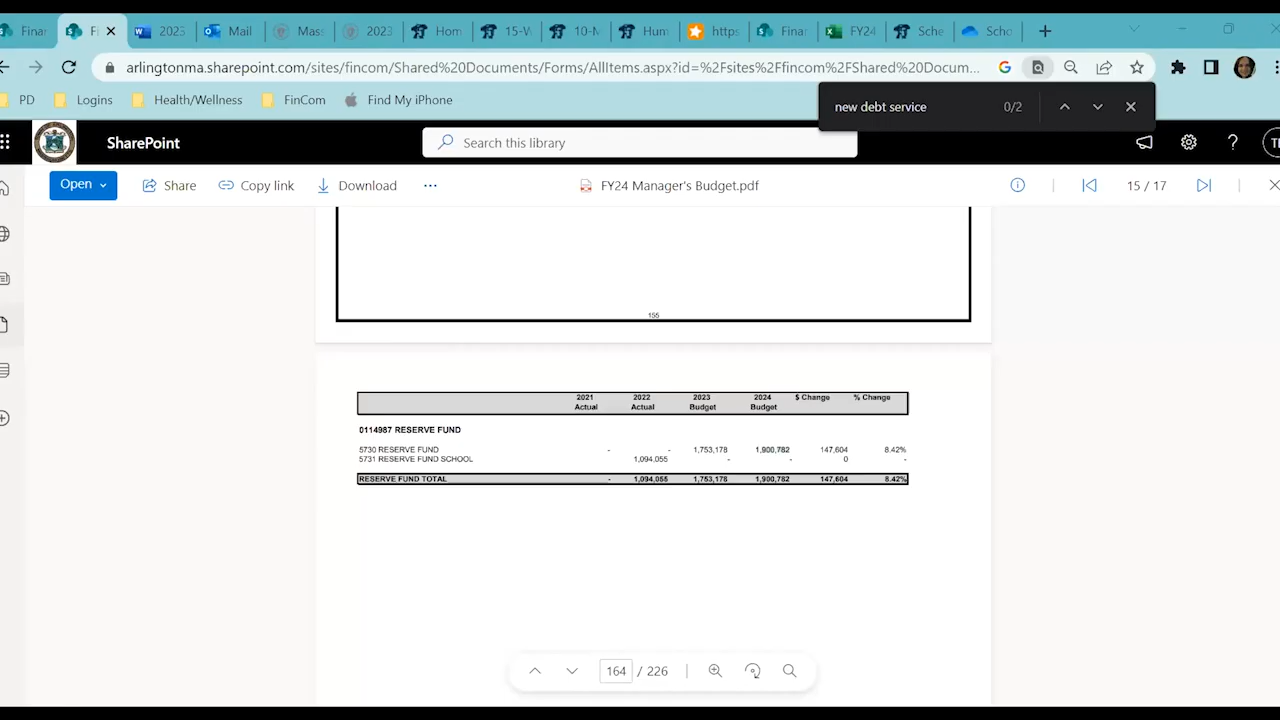 Finar
F
2023
Mail
Mass
2023
Hom
15-V
10-N
Hum
https
Finar
FY24
Sche
Scho
arlingtonma.sharepoint.com/sites/fincom/Shared%20Documents/Forms/AllItems.aspx?id=%2Fsites%2Ffincom%2FShared%20Docum...
PD
Logins
Health/Wellness
FinCom
Find My iPhone
new debt service
0/2
SharePoint
Search this library
?
Open
Share
Copy link
Download
...
FY24 Manager's Budget.pdf
15 / 17
155
2021 Actual 2022 Actual 2023 Budget 2024 Budget $ Change % Change
0114987 RESERVE FUND
5730 RESERVE FUND - - 1,753,178 1,900,782 147,604 8.42%
5731 RESERVE FUND SCHOOL 1,094,055 - - 0 -
RESERVE FUND TOTAL - 1,094,055 1,753,178 1,900,782 147,604 8.42%
164 / 226